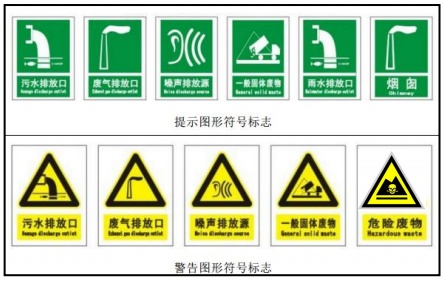 污水排放口 废气排放口 噪声排放源 一般固体废物 雨水排放口 烟囱
Sewage discharge outlet Exhaust gas discharge outlet Noise discharge source General solid waste Rainwater discharge outlet Chimney
提示图形符号标志
污水排放口 废气排放口 噪声排放源 一般固体废物 危险废物
Sewage discharge outlet Exhaust gas discharge outlet Noise discharge source General solid waste Hazardous waste
警告图形符号标志